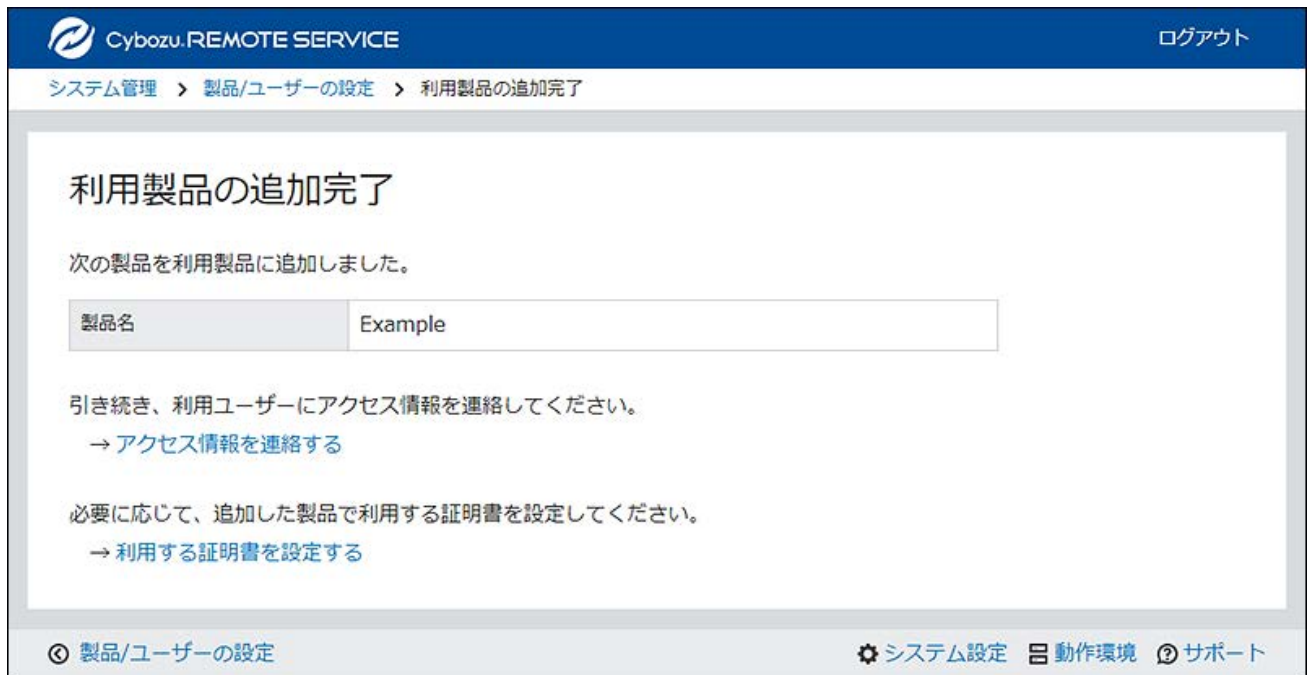 Cybozu.REMOTE SERVICE ログアウト
システム管理 > 製品/ユーザーの設定 > 利用製品の追加完了
利用製品の追加完了
次の製品を利用製品に追加しました。
製品名 Example
引き続き、利用ユーザーにアクセス情報を連絡してください。
→ アクセス情報を連絡する
必要に応じて、追加した製品で利用する証明書を設定してください。
→ 利用する証明書を設定する
製品/ユーザーの設定 システム設定 動作環境 サポート